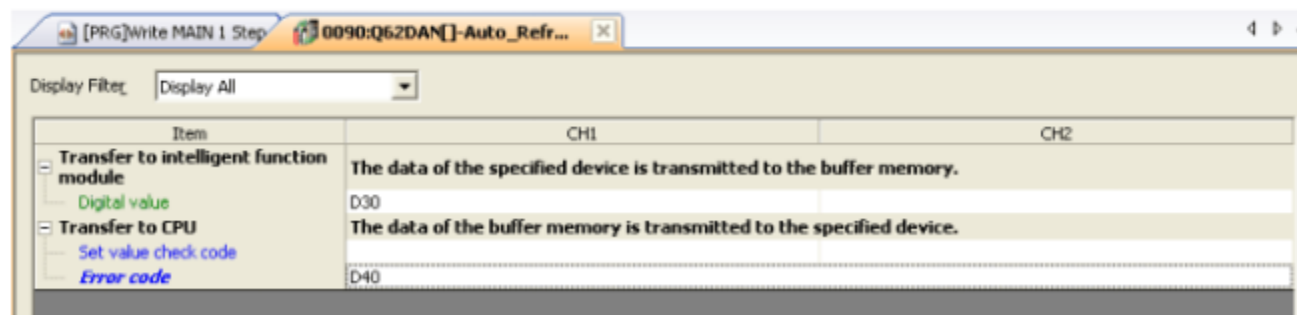 [PRG]Write MAIN 1 Step 0090:Q62DAN[]-Auto_Refr...
Display Filter Display All
Item CH1 CH2
Transfer to intelligent function module The data of the specified device is transmitted to the buffer memory.
Digital value D30
Transfer to CPU The data of the buffer memory is transmitted to the specified device.
Set value check code
Error code D40